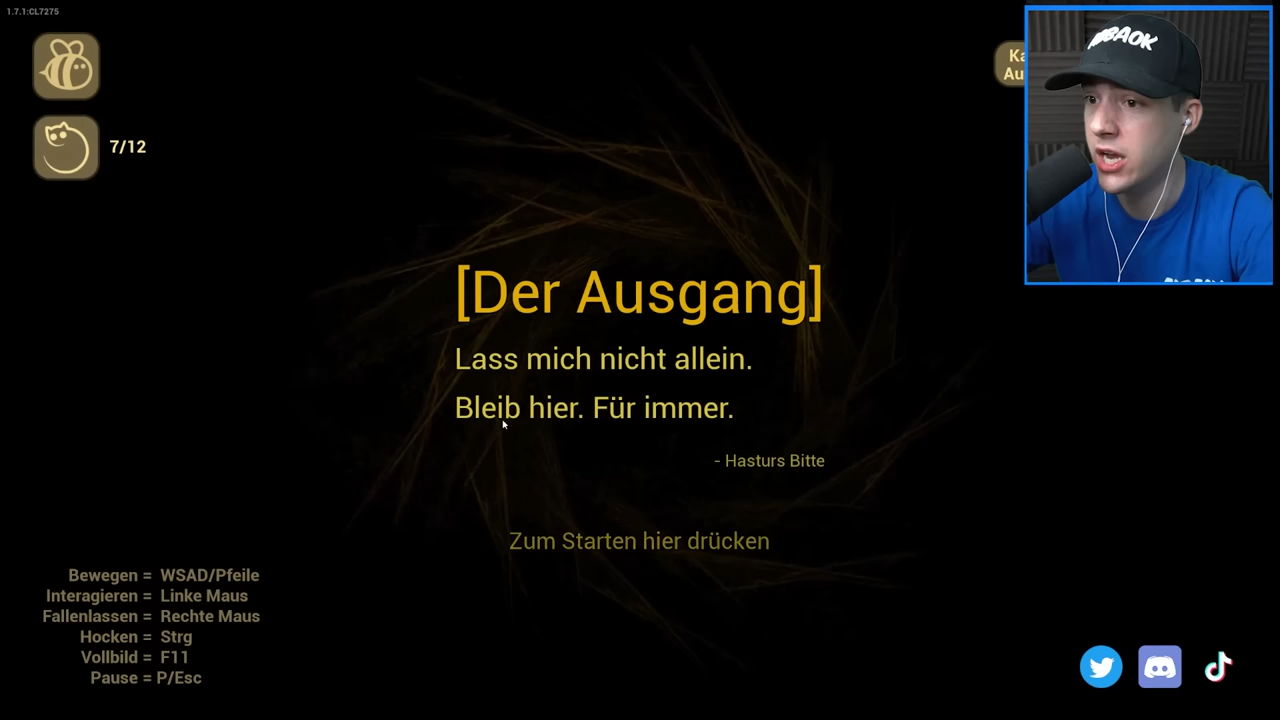 1.7.1:CL7275
7/12
[Der Ausgang]
Lass mich nicht allein.
Bleib hier. Für immer.
- Hasturs Bitte
Zum Starten hier drücken
Bewegen = WSAD/Pfeile
Interagieren = Linke Maus
Fallenlassen = Rechte Maus
Hocken = Strg
Vollbild = F11
Pause = P/Esc